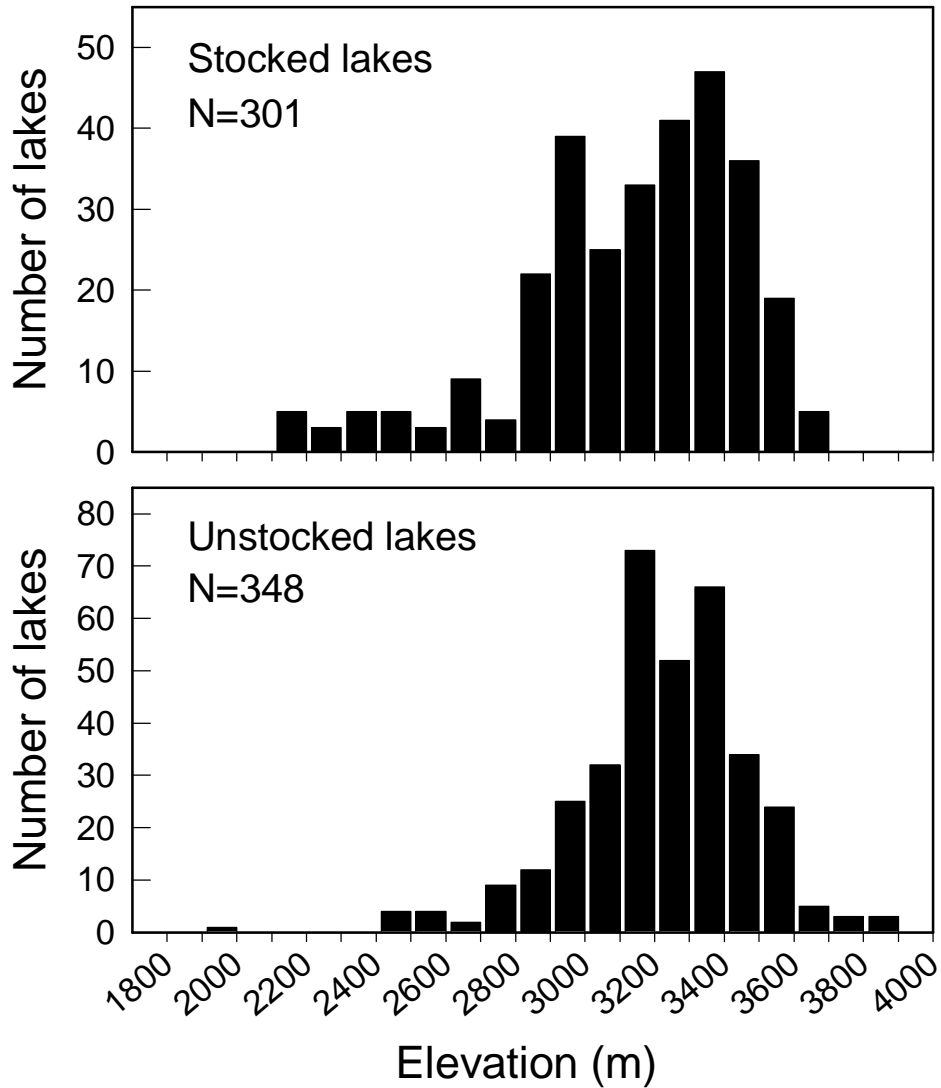 Number of lakes
50
40
30
20
10
0
Stocked lakes
N=301
Number of lakes
80
70
60
50
40
30
20
10
0
Unstocked lakes
N=348
1800 2000 2200 2400 2600 2800 3000 3200 3400 3600 3800 4000
Elevation (m)